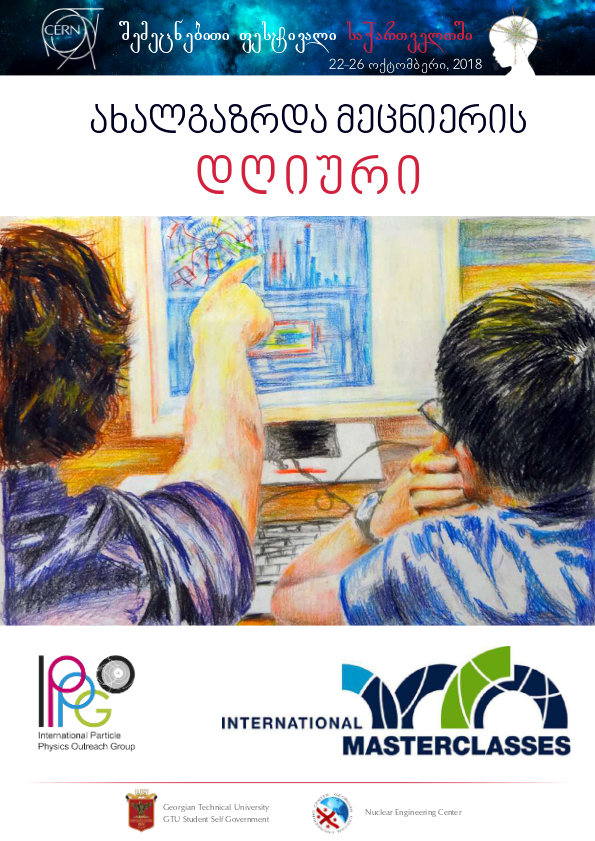 CERN
შემეცნებითი ფესტივალი საქართველოში
22-26 ოქტომბერი, 2018
ახალგაზრდა მეცნიერის
დღიური
IPPOG
International Particle
Physics Outreach Group
INTERNATIONAL
MASTERCLASSES
Georgian Technical University
GTU Student Self Government
Nuclear Engineering Center